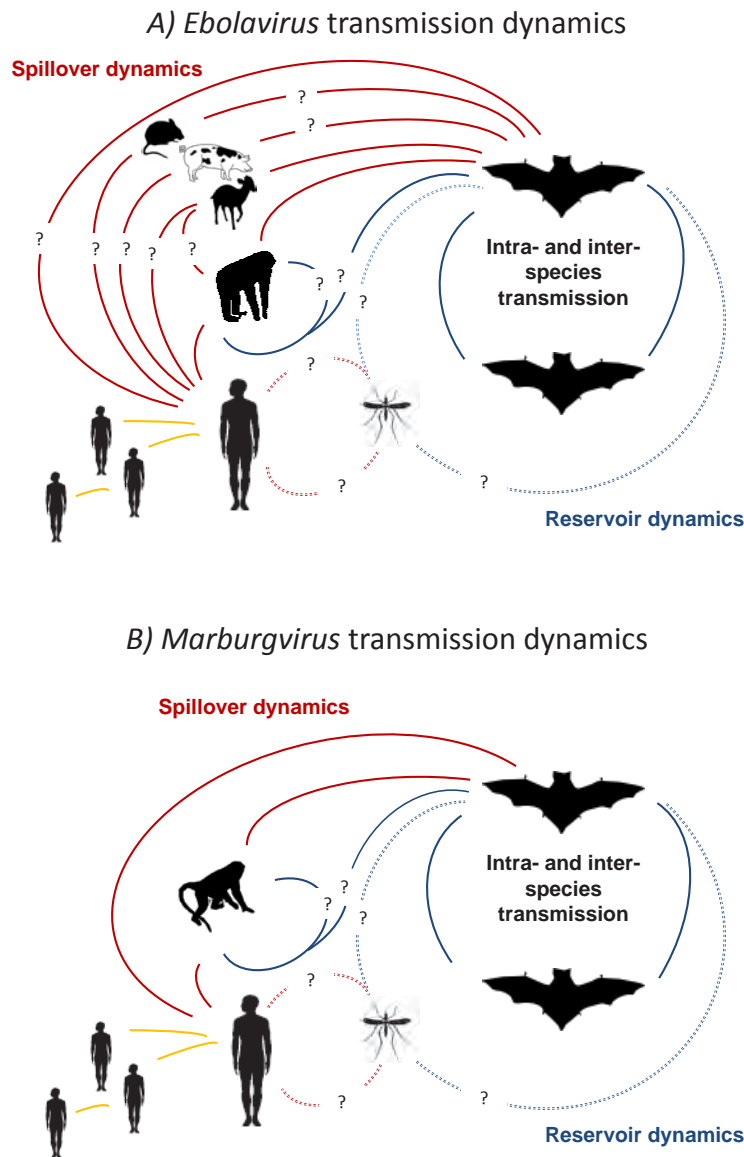 A) Ebolavirus transmission dynamics
Spillover dynamics
?
?
?
?
?
?
?
?
?
?
?
Intra- and inter-
species
transmission
?
?
?
Reservoir dynamics
B) Marburgvirus transmission dynamics
Spillover dynamics
Intra- and inter-
species
transmission
?
?
?
?
?
?
Reservoir dynamics